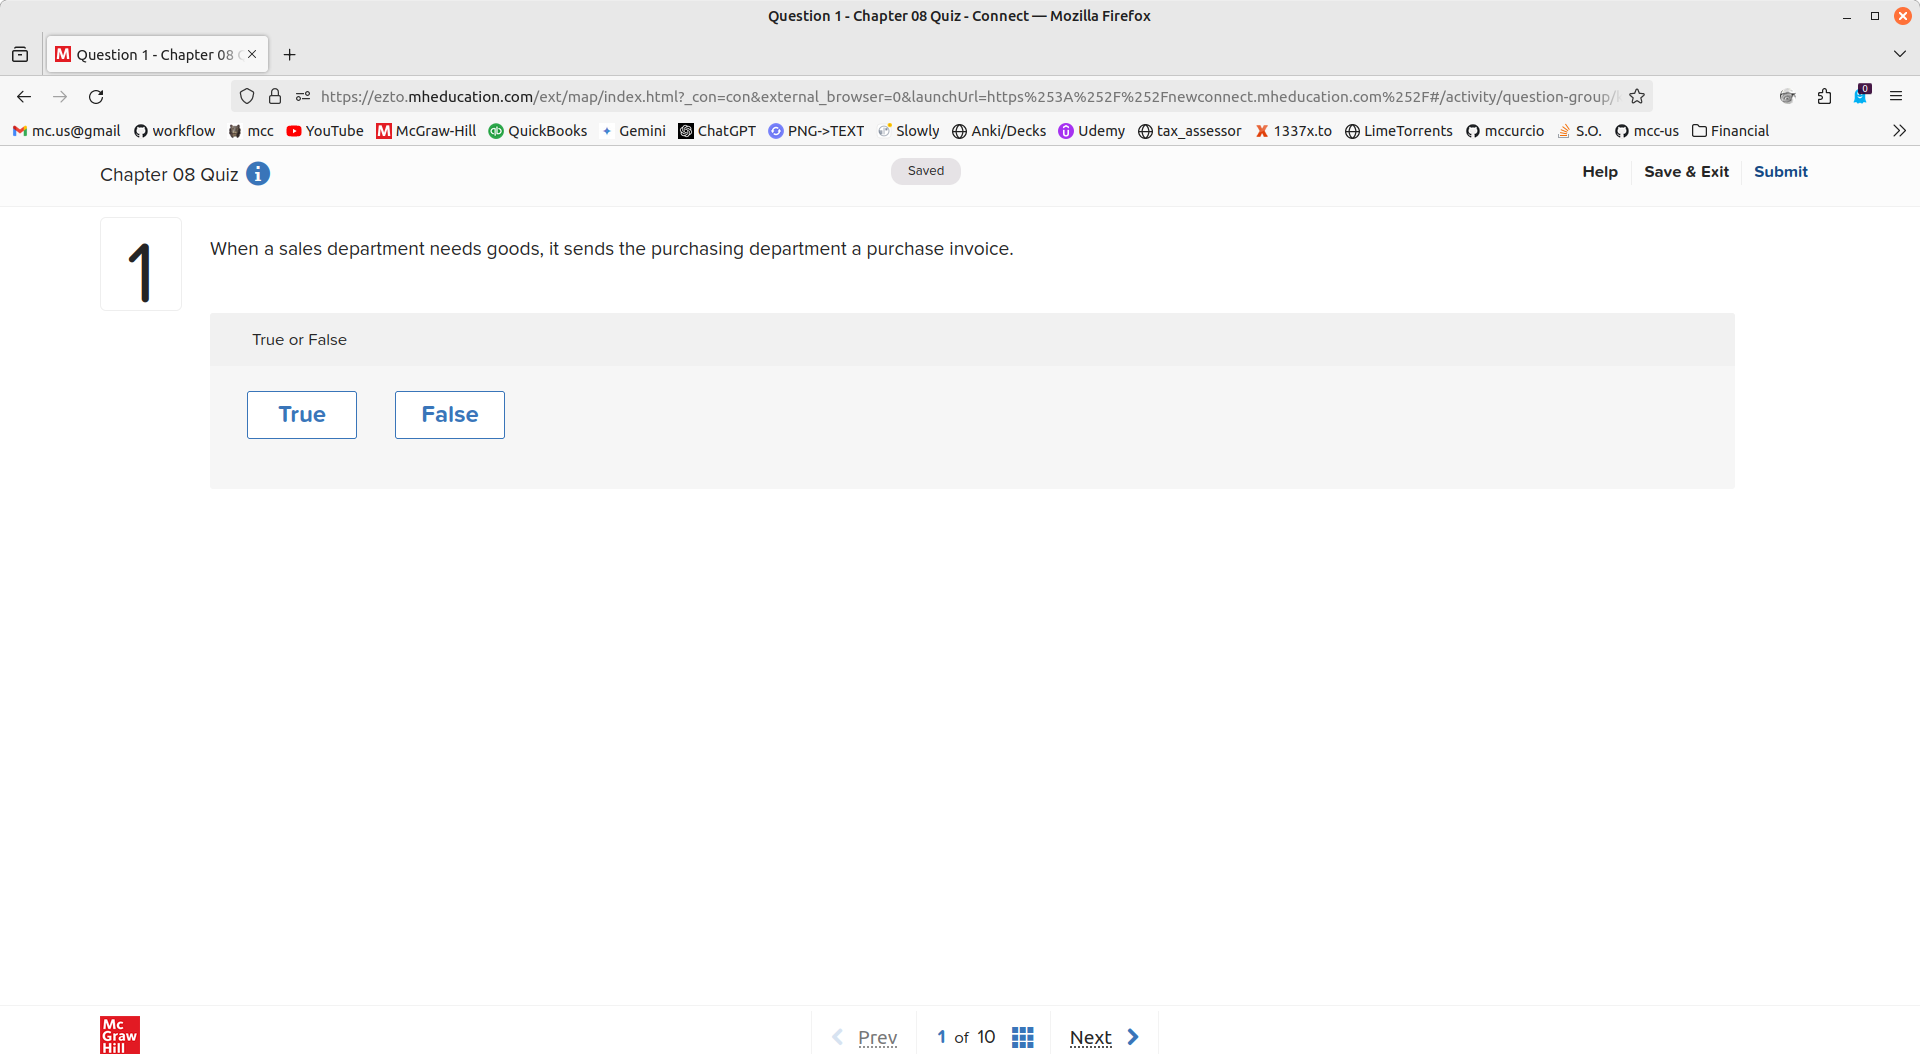 Question 1 - Chapter 08 Quiz - Connect — Mozilla Firefox
Question 1 - Chapter 08
https://ezto.mheducation.com/ext/map/index.html?_con=con&external_browser=0&launchUrl=https%253A%252F%252Fnewconnect.mheducation.com%252F#/activity/question-group/
0
mc.us@gmail workflow mcc YouTube McGraw-Hill QuickBooks Gemini ChatGPT PNG->TEXT Slowly Anki/Decks Udemy tax_assessor 1337x.to LimeTorrents mccurcio S.O. mcc-us Financial
Chapter 08 Quiz
Saved
Help Save & Exit Submit
1
When a sales department needs goods, it sends the purchasing department a purchase invoice.
True or False
True False
Mc
Graw
Hill
Prev 1 of 10 Next